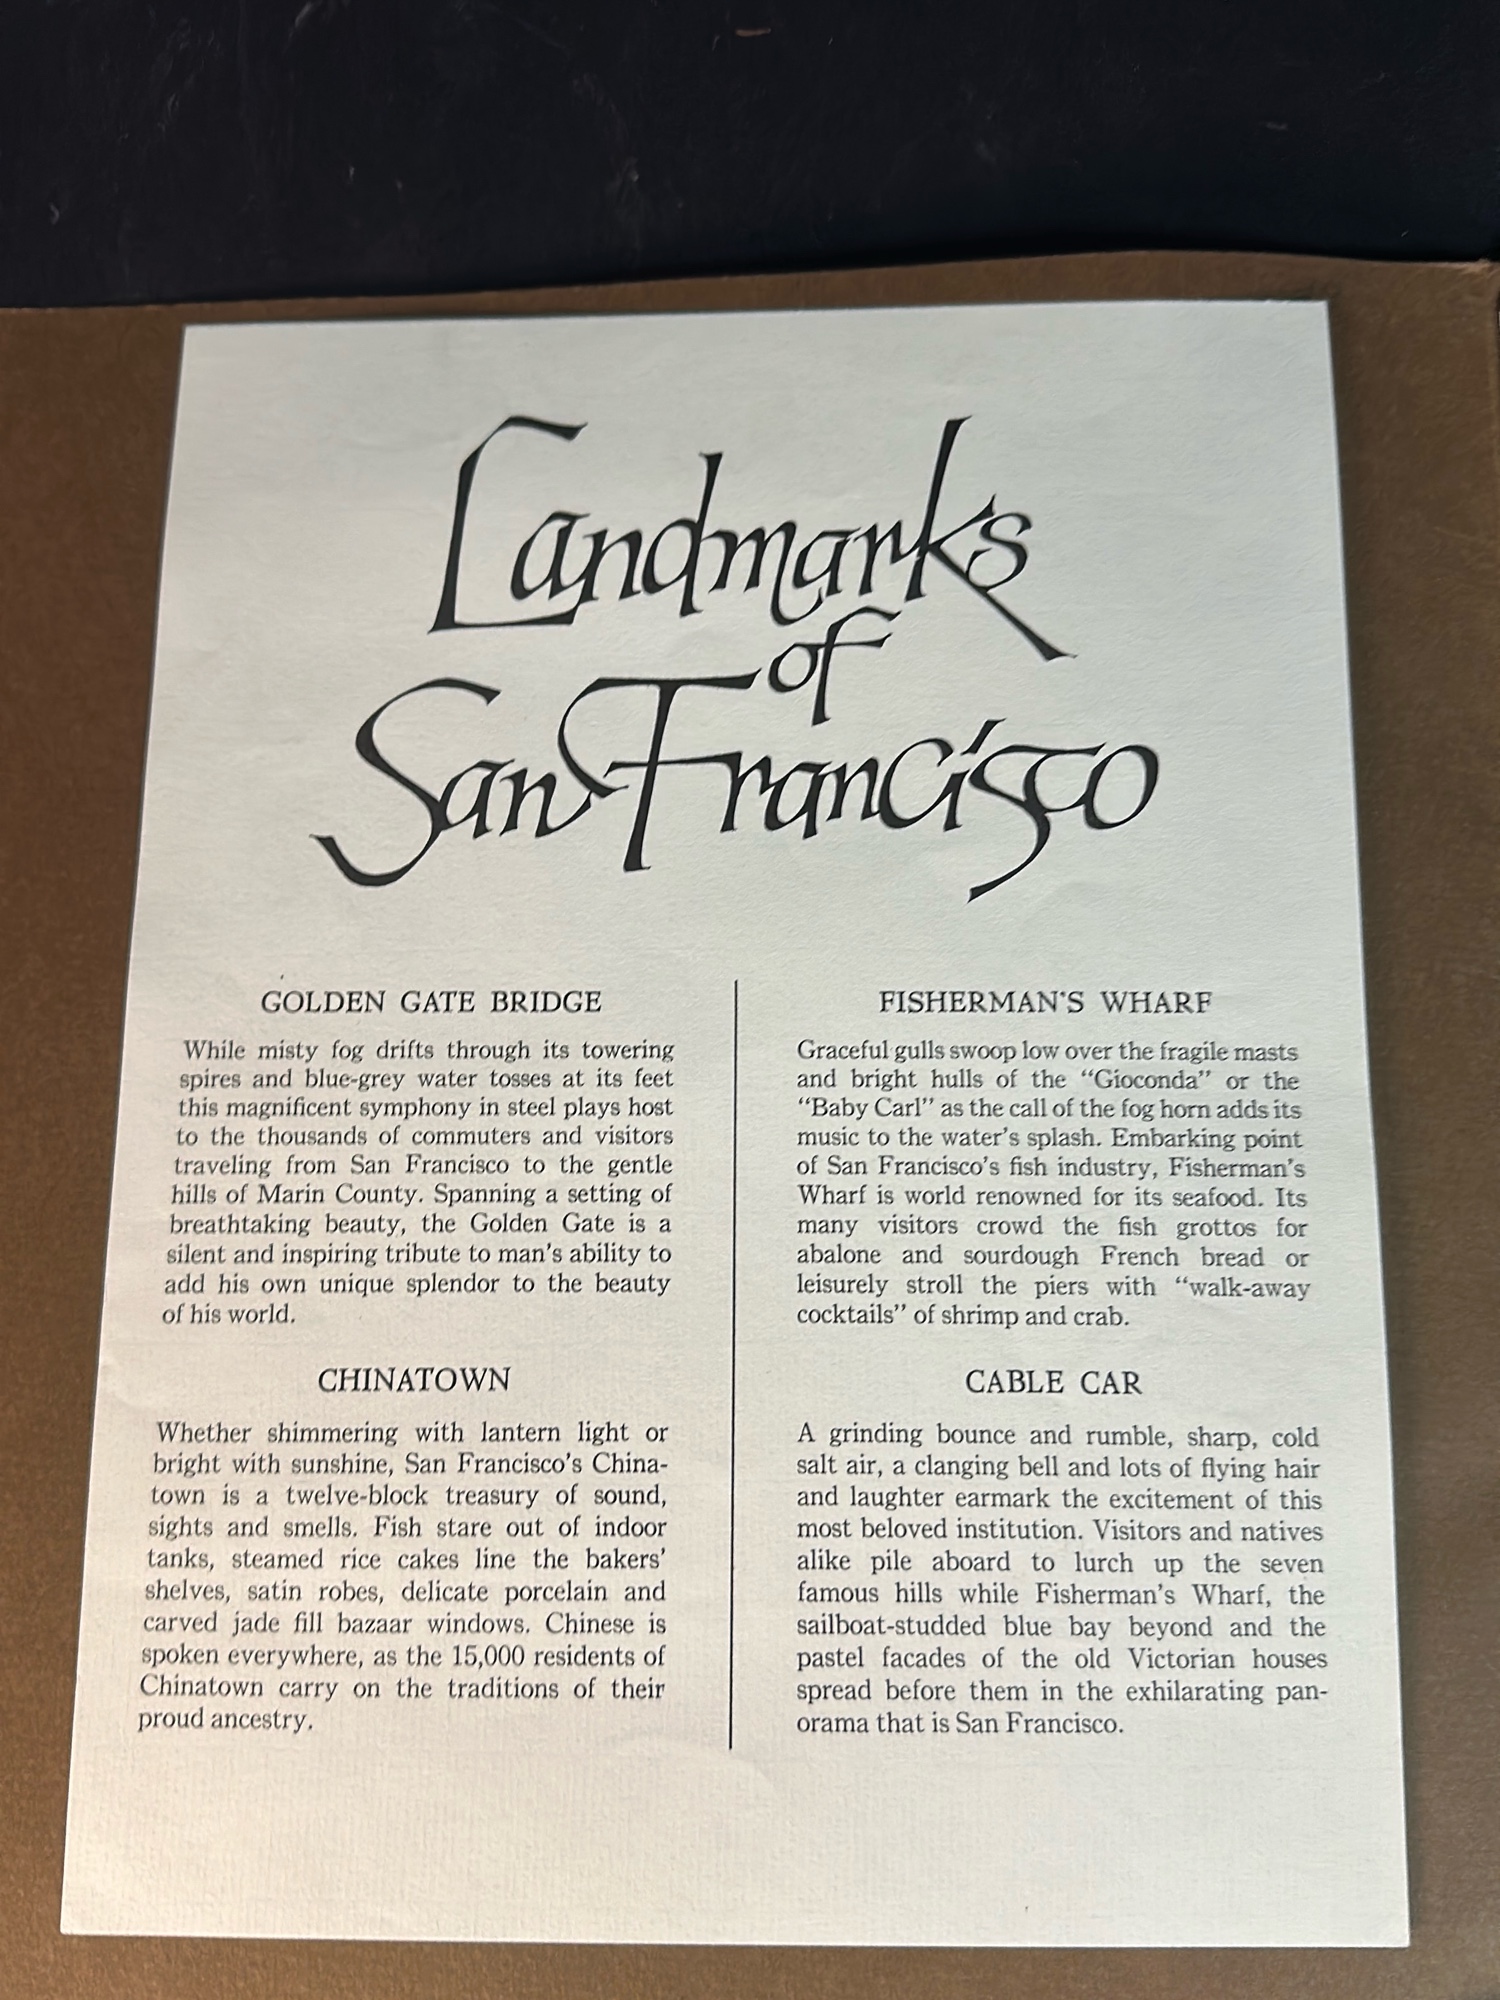 Landmarks
of
San Francisco
GOLDEN GATE BRIDGE
While misty fog drifts through its towering
spires and blue-grey water tosses at its feet
this magnificent symphony in steel plays host
to the thousands of commuters and visitors
traveling from San Francisco to the gentle
hills of Marin County. Spanning a setting of
breathtaking beauty, the Golden Gate is a
silent and inspiring tribute to man's ability to
add his own unique splendor to the beauty
of his world.
CHINATOWN
Whether shimmering with lantern light or
bright with sunshine, San Francisco's China-
town is a twelve-block treasury of sound,
sights and smells. Fish stare out of indoor
tanks, steamed rice cakes line the bakers'
shelves, satin robes, delicate porcelain and
carved jade fill bazaar windows. Chinese is
spoken everywhere, as the 15,000 residents of
Chinatown carry on the traditions of their
proud ancestry.
FISHERMAN'S WHARF
Graceful gulls swoop low over the fragile masts
and bright hulls of the "Gioconda" or the
"Baby Carl" as the call of the fog horn adds its
music to the water's splash. Embarking point
of San Francisco's fish industry, Fisherman's
Wharf is world renowned for its seafood. Its
many visitors crowd the fish grottos for
abalone and sourdough French bread or
leisurely stroll the piers with "walk-away
cocktails" of shrimp and crab.
CABLE CAR
A grinding bounce and rumble, sharp, cold
salt air, a clanging bell and lots of flying hair
and laughter earmark the excitement of this
most beloved institution. Visitors and natives
alike pile aboard to lurch up the seven
famous hills while Fisherman's Wharf, the
sailboat-studded blue bay beyond and the
pastel facades of the old Victorian houses
spread before them in the exhilarating pan-
orama that is San Francisco.